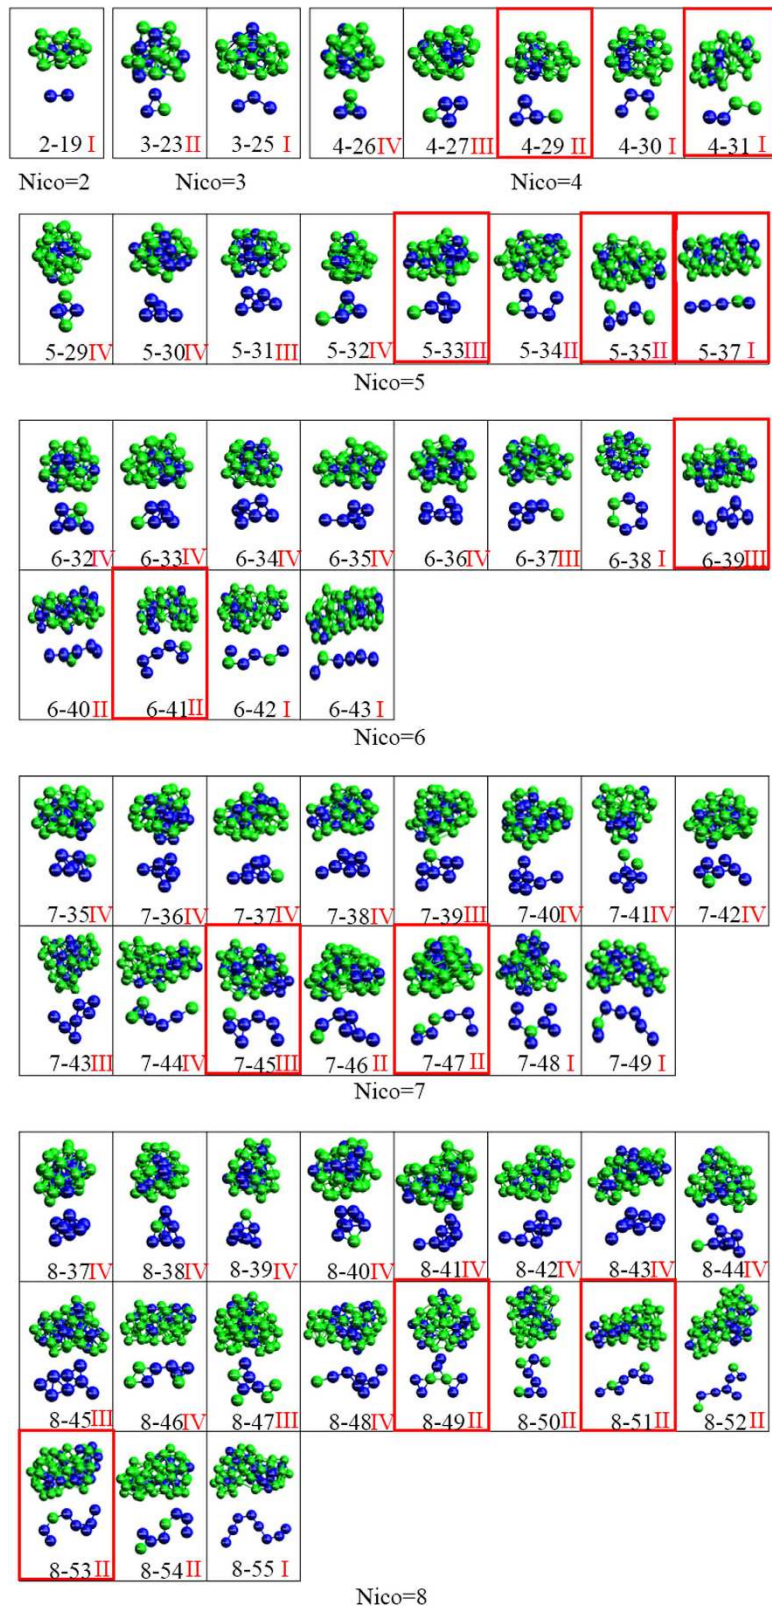 2-19 I 3-23 II 3-25 I 4-26 IV 4-27 III 4-29 II 4-30 I 4-31 I
Nico=2 Nico=3 Nico=4
5-29 IV 5-30 IV 5-31 III 5-32 IV 5-33 III 5-34 II 5-35 II 5-37 I
Nico=5
6-32 IV 6-33 IV 6-34 IV 6-35 IV 6-36 IV 6-37 III 6-38 I 6-39 III
6-40 II 6-41 II 6-42 I 6-43 I
Nico=6
7-35 IV 7-36 IV 7-37 IV 7-38 IV 7-39 III 7-40 IV 7-41 IV 7-42 IV
7-43 III 7-44 IV 7-45 III 7-46 II 7-47 II 7-48 I 7-49 I
Nico=7
8-37 IV 8-38 IV 8-39 IV 8-40 IV 8-41 IV 8-42 IV 8-43 IV 8-44 IV
8-45 III 8-46 IV 8-47 III 8-48 IV 8-49 II 8-50 II 8-51 II 8-52 II
8-53 II 8-54 II 8-55 I
Nico=8